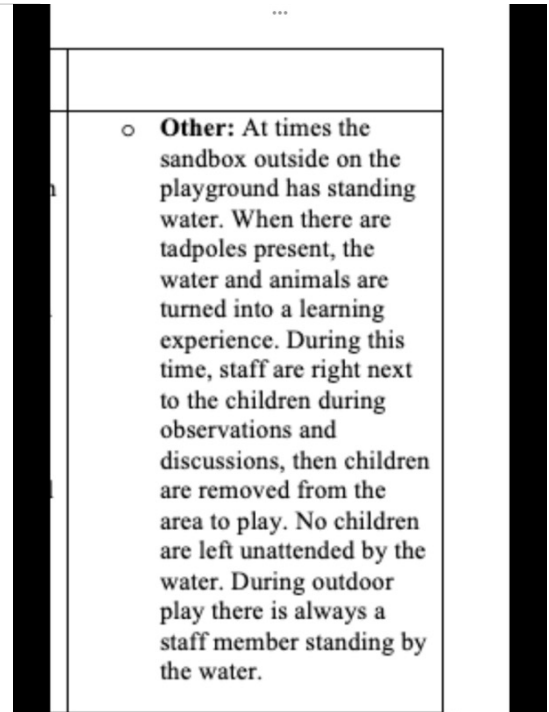 ...
o Other: At times the
sandbox outside on the
playground has standing
water. When there are
tadpoles present, the
water and animals are
turned into a learning
experience. During this
time, staff are right next
to the children during
observations and
discussions, then children
are removed from the
area to play. No children
are left unattended by the
water. During outdoor
play there is always a
staff member standing by
the water.